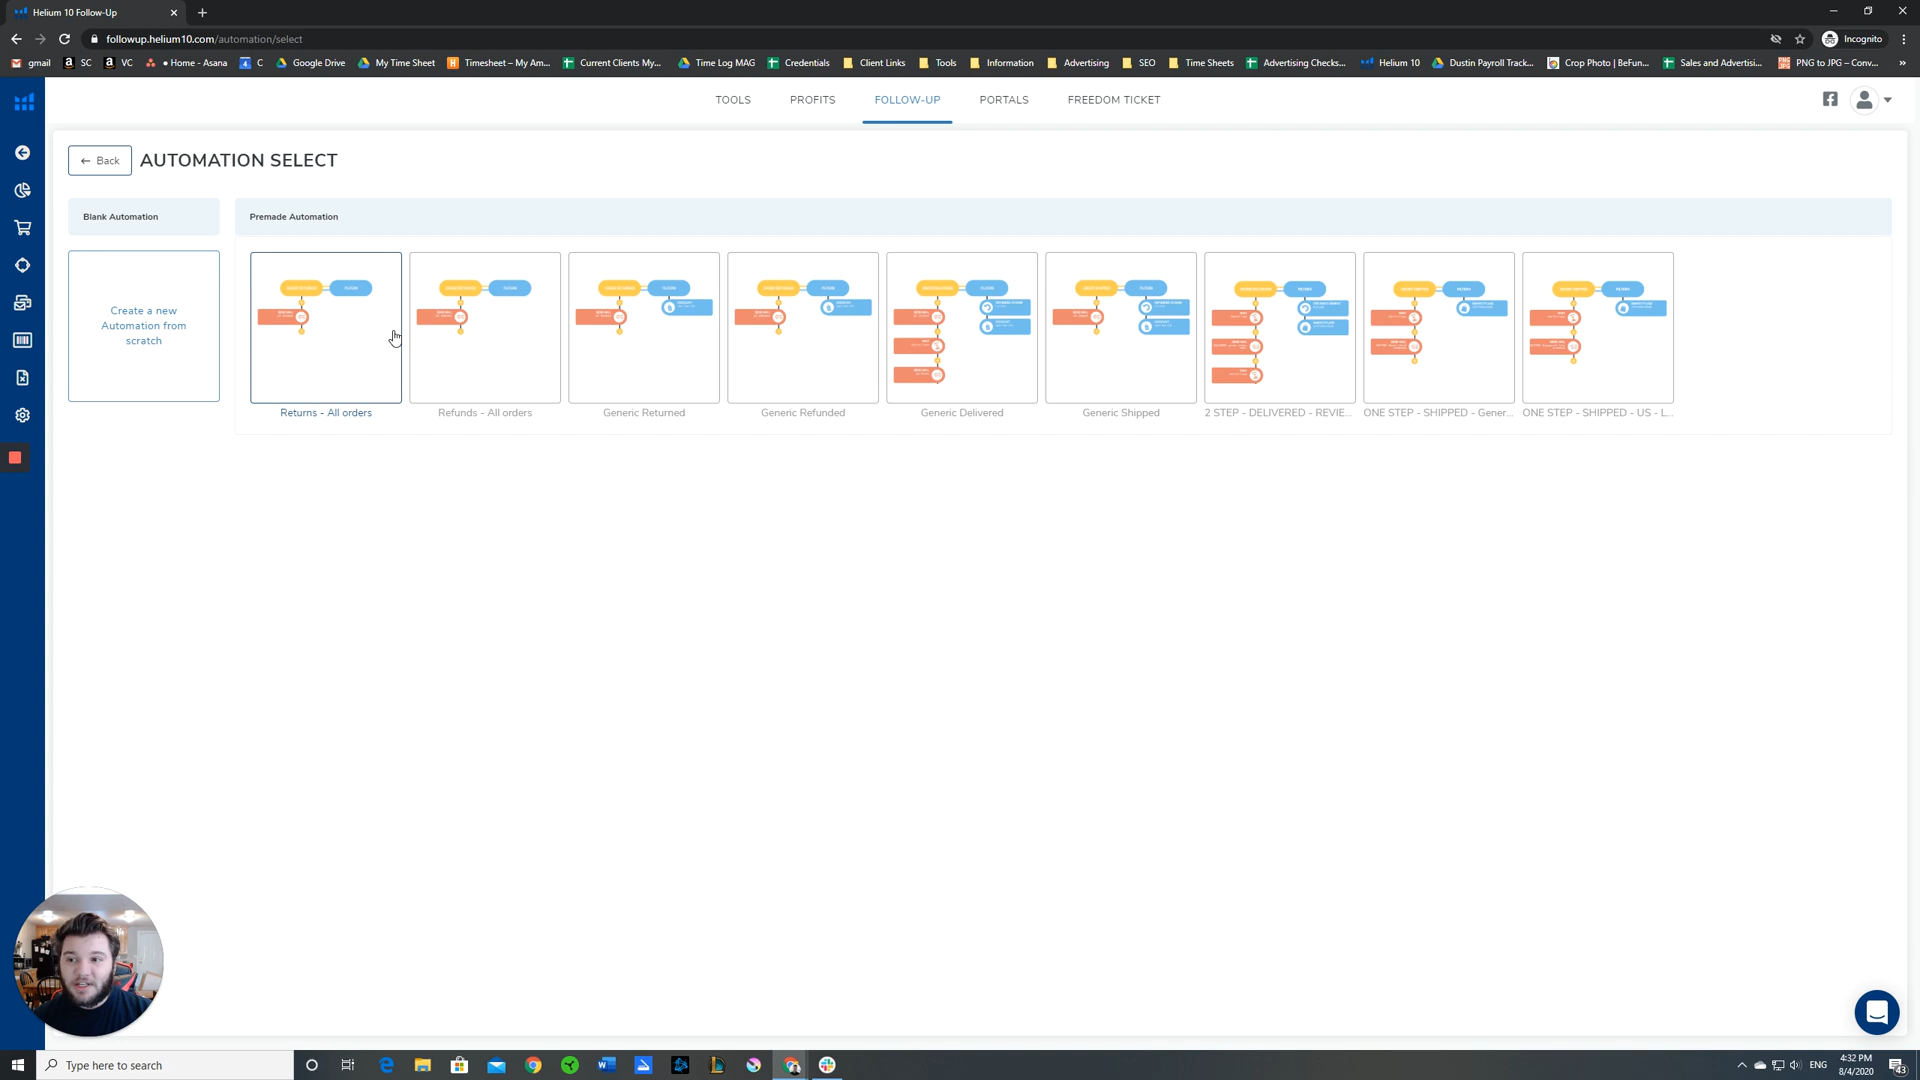 Helium 10 Follow-Up
followup.helium10.com/automation/select
Incognito
gmail
SC
VC
Home - Asana
C
Google Drive
My Time Sheet
Timesheet – My Am...
Current Clients My...
Time Log MAG
Credentials
Client Links
Tools
Information
Advertising
SEO
Time Sheets
Advertising Checks...
Helium 10
Dustin Payroll Track...
Crop Photo | BeFun...
Sales and Advertisi...
PNG to JPG – Conv...
TOOLS
PROFITS
FOLLOW-UP
PORTALS
FREEDOM TICKET
← Back
AUTOMATION SELECT
Blank Automation
Premade Automation
Create a new
Automation from
scratch
Returns - All orders
Refunds - All orders
Generic Returned
Generic Refunded
Generic Delivered
Generic Shipped
2 STEP - DELIVERED - REVIE...
ONE STEP - SHIPPED - Gener...
ONE STEP - SHIPPED - US - L...
Type here to search
ENG
4:32 PM
8/4/2020
43